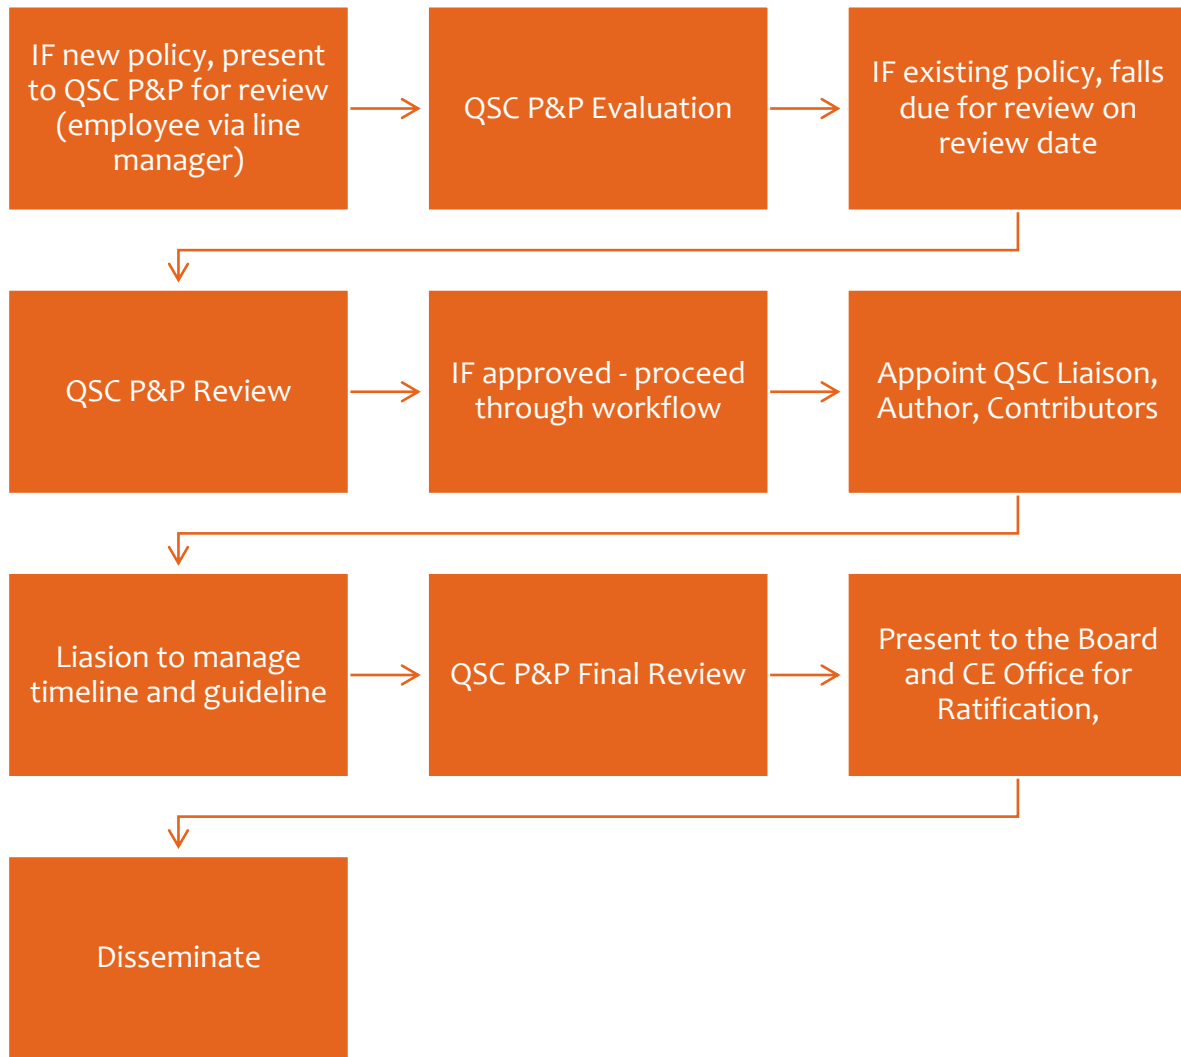 IF new policy, present
to QSC P&P for review
(employee via line
manager)
QSC P&P Evaluation
IF existing policy, falls
due for review on
review date
QSC P&P Review
IF approved - proceed
through workflow
Appoint QSC Liaison,
Author, Contributors
Liasion to manage
timeline and guideline
QSC P&P Final Review
Present to the Board
and CE Office for
Ratification,
Disseminate